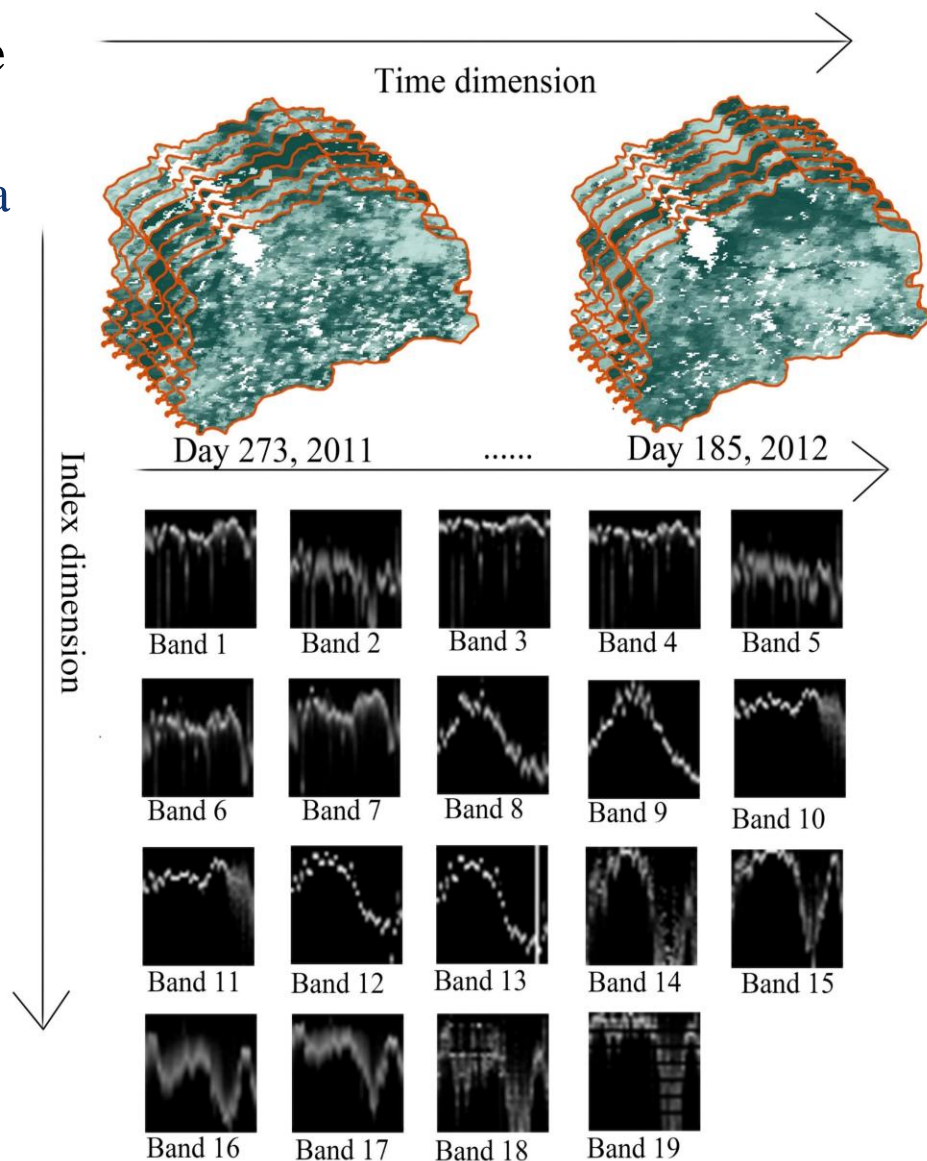 e
Time dimension
a
Day 273, 2011 ...... Day 185, 2012
Index dimension
Band 1 Band 2 Band 3 Band 4 Band 5
Band 6 Band 7 Band 8 Band 9 Band 10
Band 11 Band 12 Band 13 Band 14 Band 15
Band 16 Band 17 Band 18 Band 19